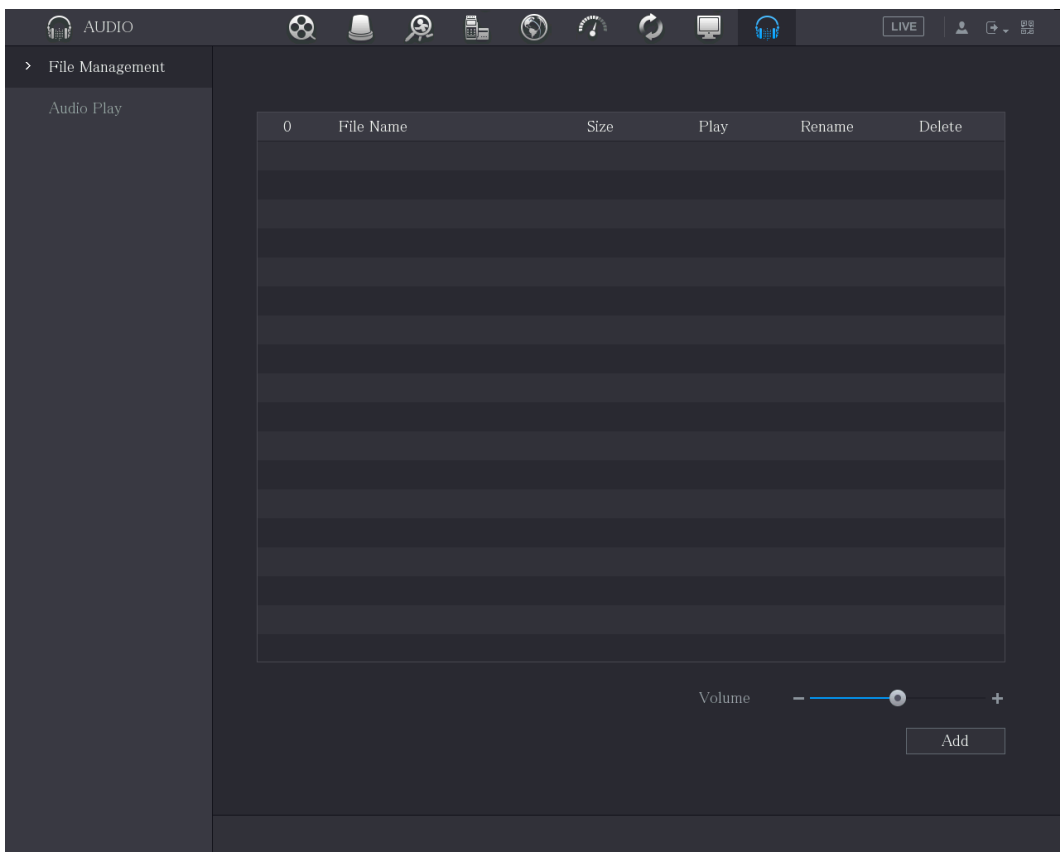 AUDIO
LIVE
File Management
Audio Play
0 File Name Size Play Rename Delete
Volume
Add